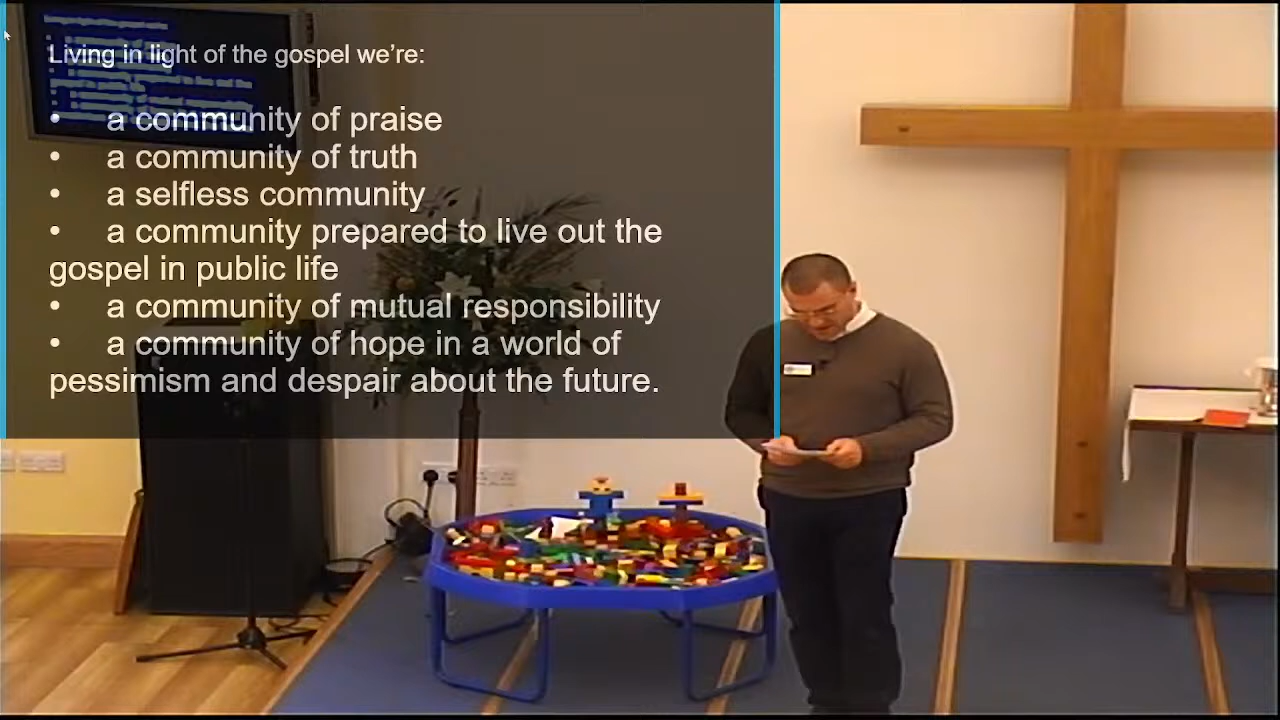 Living in light of the gospel we’re:
• a community of praise
• a community of truth
• a selfless community
• a community prepared to live out the
gospel in public life
• a community of mutual responsibility
• a community of hope in a world of
pessimism and despair about the future.